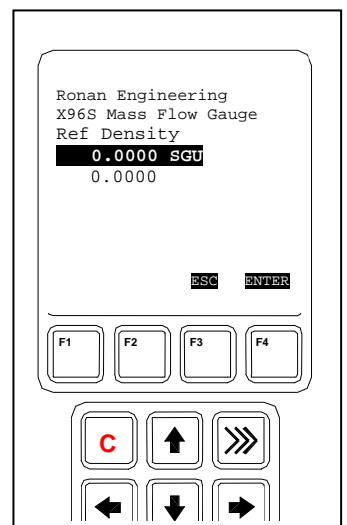 Ronan Engineering
X96S Mass Flow Gauge
Ref Density
0.0000 SGU
0.0000
ESC ENTER
F1 F2 F3 F4
C